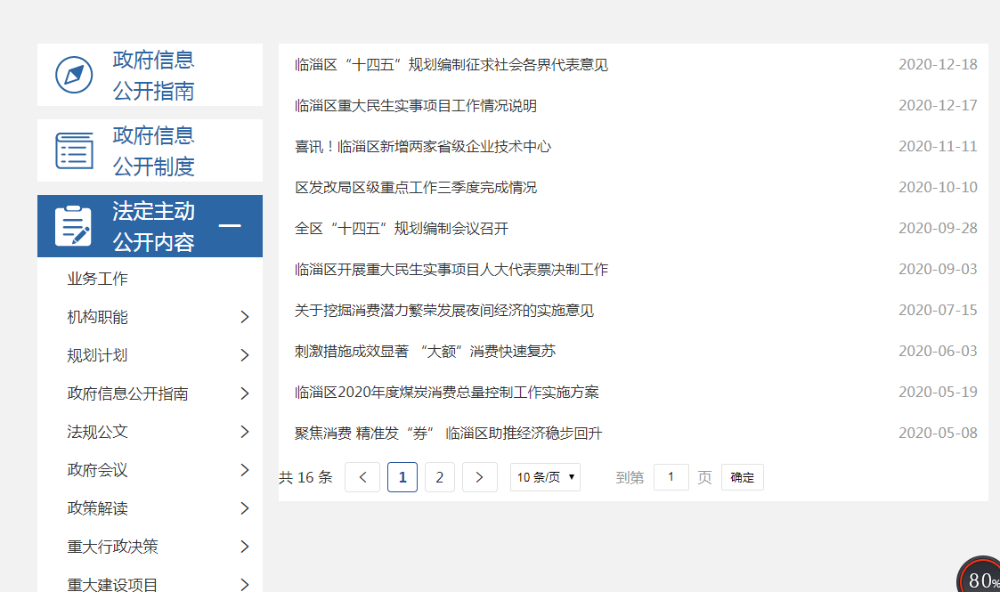 政府信息
公开指南
政府信息
公开制度
法定主动
公开内容
业务工作
机构职能
规划计划
政府信息公开指南
法规公文
政府会议
政策解读
重大行政决策
重大建设项目
临淄区“十四五”规划编制征求社会各界代表意见 2020-12-18
临淄区重大民生实事项目工作情况说明 2020-12-17
喜讯！临淄区新增两家省级企业技术中心 2020-11-11
区发改局区级重点工作三季度完成情况 2020-10-10
全区“十四五”规划编制会议召开 2020-09-28
临淄区开展重大民生实事项目人大代表票决制工作 2020-09-03
关于挖掘消费潜力繁荣发展夜间经济的实施意见 2020-07-15
刺激措施成效显著 “大额”消费快速复苏 2020-06-03
临淄区2020年度煤炭消费总量控制工作实施方案 2020-05-19
聚焦消费 精准发“券” 临淄区助推经济稳步回升 2020-05-08
共 16 条 < 1 2 > 10 条/页 到第 1 页 确定
80%